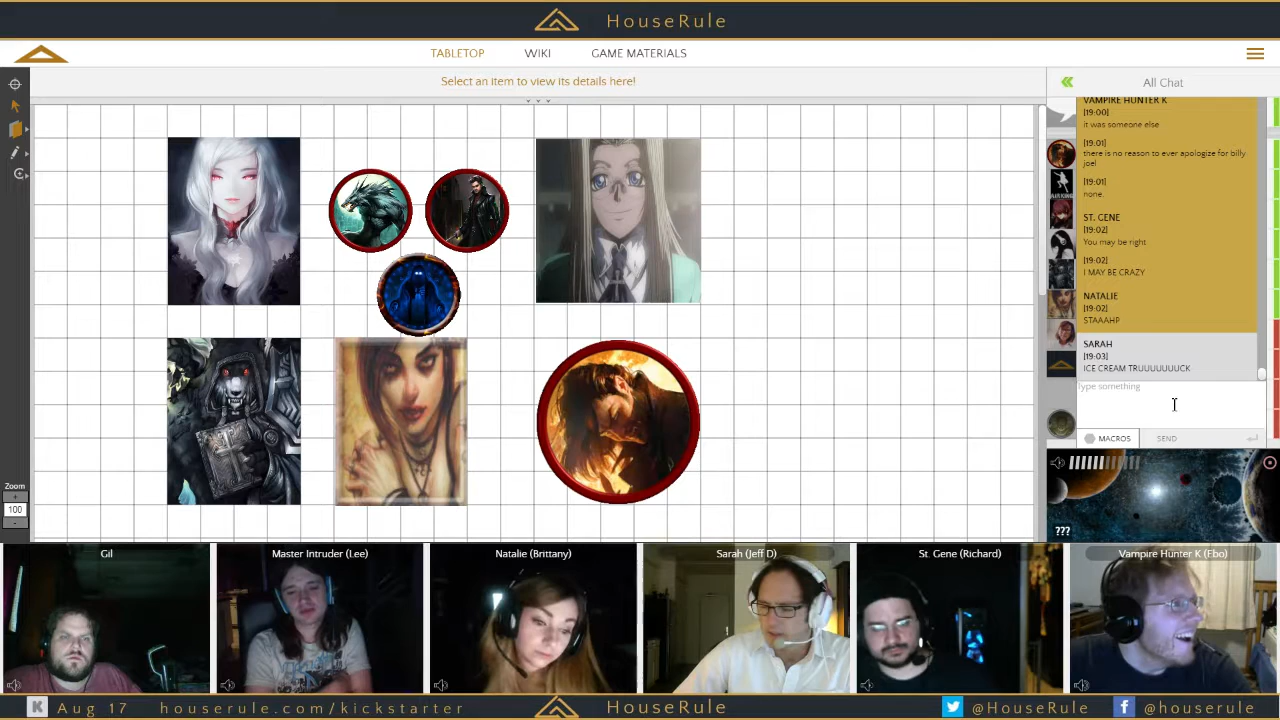 HouseRule
TABLETOP
WIKI
GAME MATERIALS
Select an item to view its details here!
All Chat
VAMPIRE HUNTER K
[19:00]
it was someone else
[19:01]
there is no reason to ever apologize for billy
joel
[19:01]
none.
ST. GENE
[19:02]
You may be right
[19:02]
I MAY BE CRAZY
NATALIE
[19:02]
STAAAHP
SARAH
[19:03]
ICE CREAM TRUUUUUUUCK
Type something
MACROS
SEND
Zoom
+
100
-
???
Gil
Master Intruder (Lee)
Natalie (Brittany)
Sarah (Jeff D)
St. Gene (Richard)
Vampire Hunter K (Ebo)
K Aug 17 houserule.com/kickstarter
HouseRule
@HouseRule
f @houserule